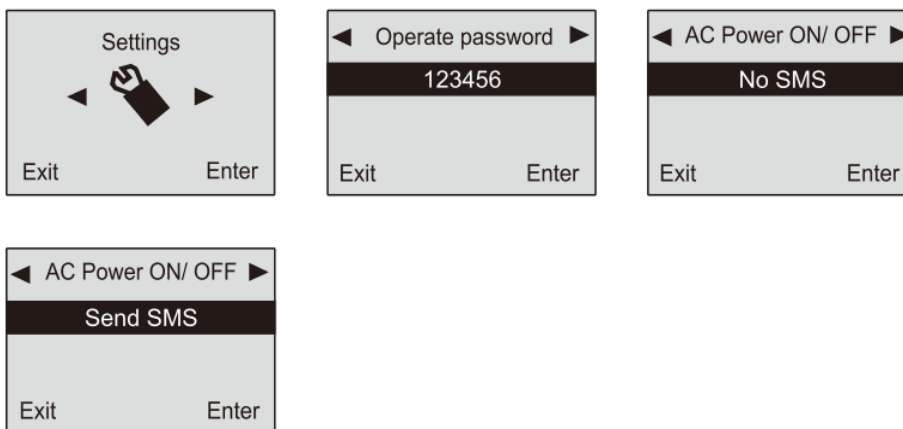 Settings
Exit Enter
Operate password
123456
Exit Enter
AC Power ON/ OFF
No SMS
Exit Enter
AC Power ON/ OFF
Send SMS
Exit Enter